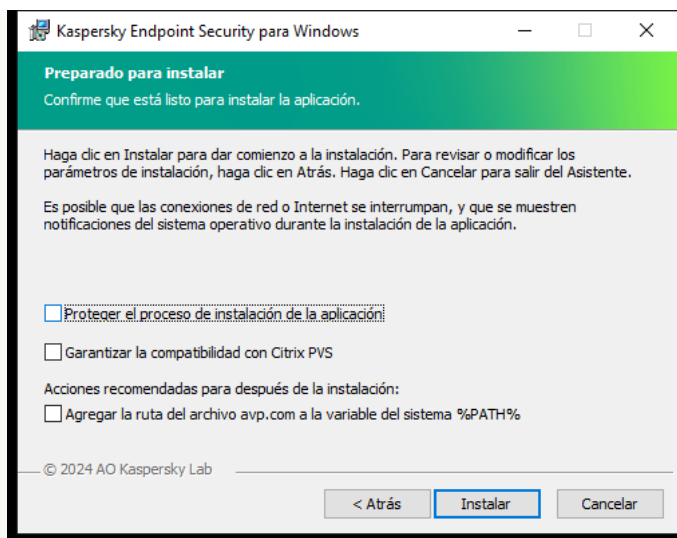 Kaspersky Endpoint Security para Windows
Preparado para instalar
Confirme que está listo para instalar la aplicación.
Haga clic en Instalar para dar comienzo a la instalación. Para revisar o modificar los
parámetros de instalación, haga clic en Atrás. Haga clic en Cancelar para salir del Asistente.
Es posible que las conexiones de red o Internet se interrumpan, y que se muestren
notificaciones del sistema operativo durante la instalación de la aplicación.
Proteger el proceso de instalación de la aplicación
Garantizar la compatibilidad con Citrix PVS
Acciones recomendadas para después de la instalación:
Agregar la ruta del archivo avp.com a la variable del sistema %PATH%
© 2024 AO Kaspersky Lab
< Atrás Instalar Cancelar